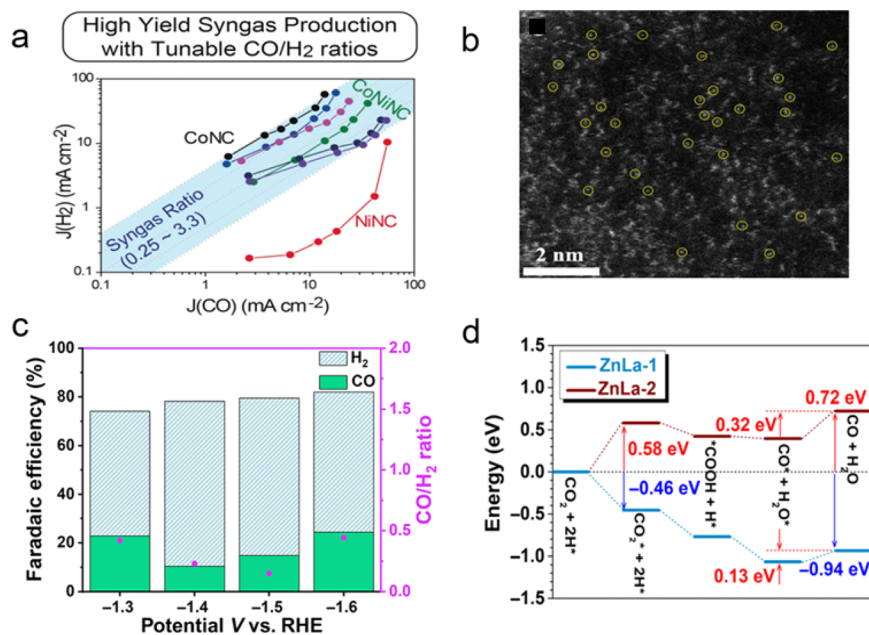 a
High Yield Syngas Production
with Tunable CO/H2 ratios
J(H2) (mA cm-2)
100
10
1
0.1
CoNC
CoNiNC
NiNC
Syngas Ratio
(0.25 ~ 3.3)
0.1
1
10
100
J(CO) (mA cm-2)
b
2 nm
c
Faradaic efficiency (%)
100
80
60
40
20
0
H2
CO
2.0
1.5
1.0
0.5
0.0
CO/H2 ratio
−1.3
−1.4
−1.5
−1.6
Potential V vs. RHE
d
Energy (eV)
1.5
1.0
0.5
0.0
−0.5
−1.0
−1.5
ZnLa-1
ZnLa-2
0.58 eV
0.32 eV
0.72 eV
−0.46 eV
0.13 eV
−0.94 eV
CO2 + 2H*
CO2* + 2H*
*COOH + H*
CO* + H2O*
CO + H2O